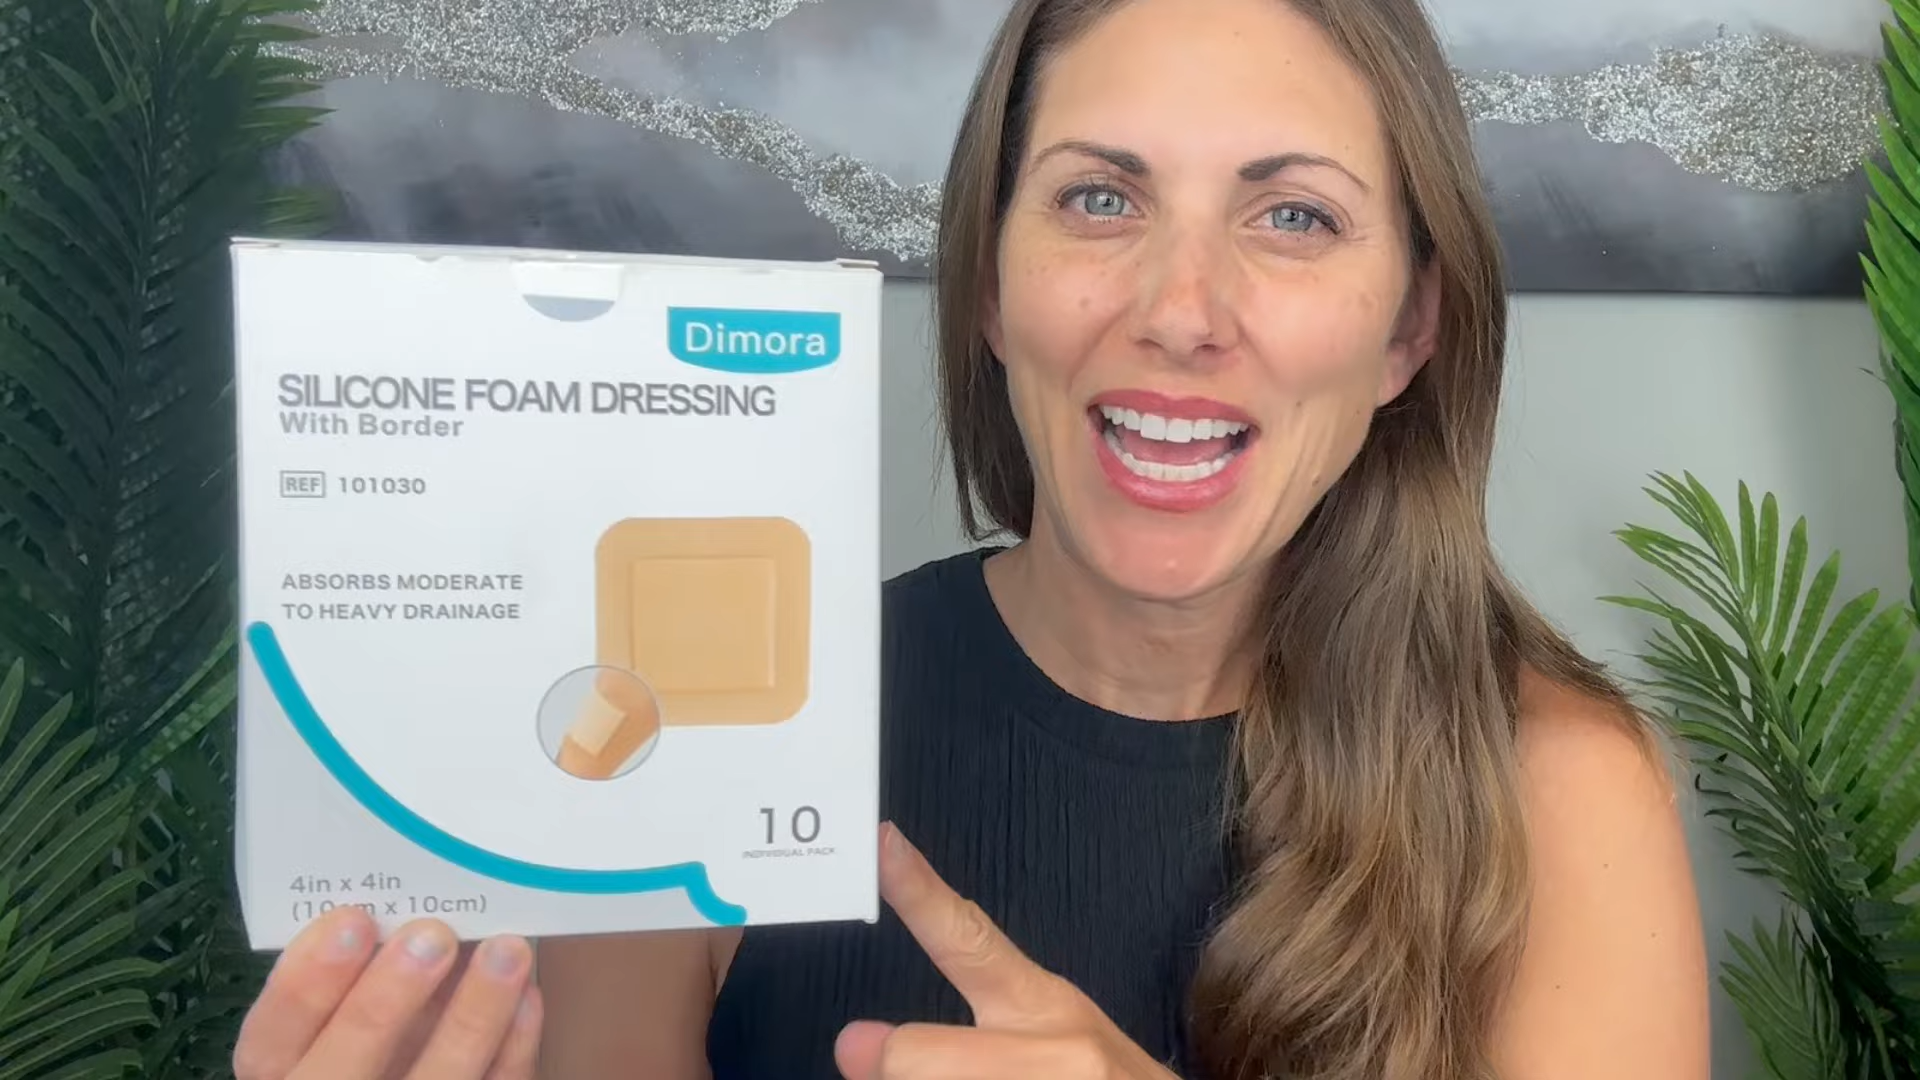 Dimora
SILICONE FOAM DRESSING
With Border
REF 101030
ABSORBS MODERATE
TO HEAVY DRAINAGE
10
INDIVIDUAL PACK
4in x 4in
(10cm x 10cm)